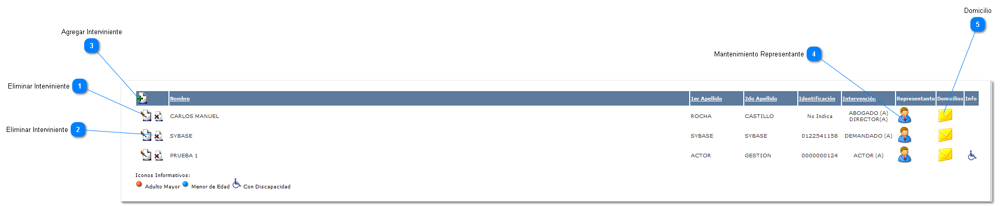 Domicilio
5
Agregar Interviniente
3
Mantenimiento Representante 4
Eliminar Interviniente 1
Nombre 1er Apellido 2do Apellido Identificación Intervención Representante Domicilios Info
CARLOS MANUEL ROCHA CASTILLO No Indica ABOGADO (A)
DIRECTOR(A)
Eliminar Interviniente 2
SYBASE SYBASE SYBASE 0122541158 DEMANDADO (A)
PRUEBA 1 ACTOR GESTION 0000000124 ACTOR (A)
Iconos Informativos:
Adulto Mayor Menor de Edad Con Discapacidad